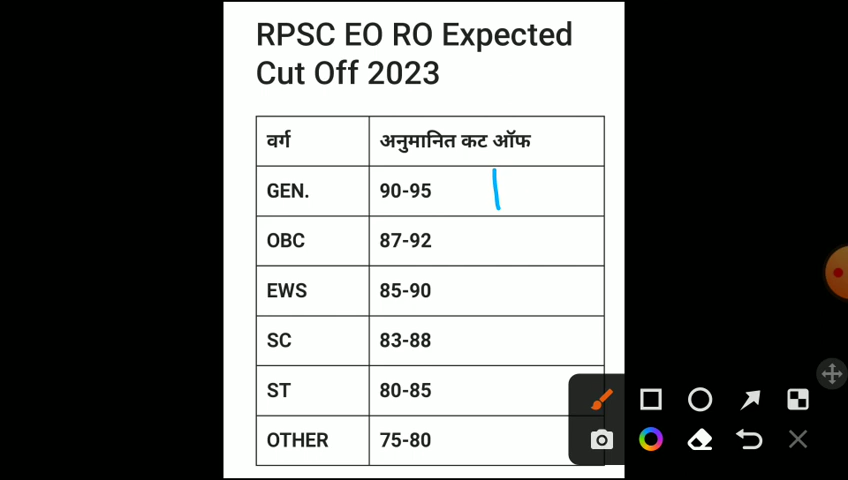 RPSC EO RO Expected
Cut Off 2023
वर्ग अनुमानित कट ऑफ
GEN. 90-95
OBC 87-92
EWS 85-90
SC 83-88
ST 80-85
OTHER 75-80